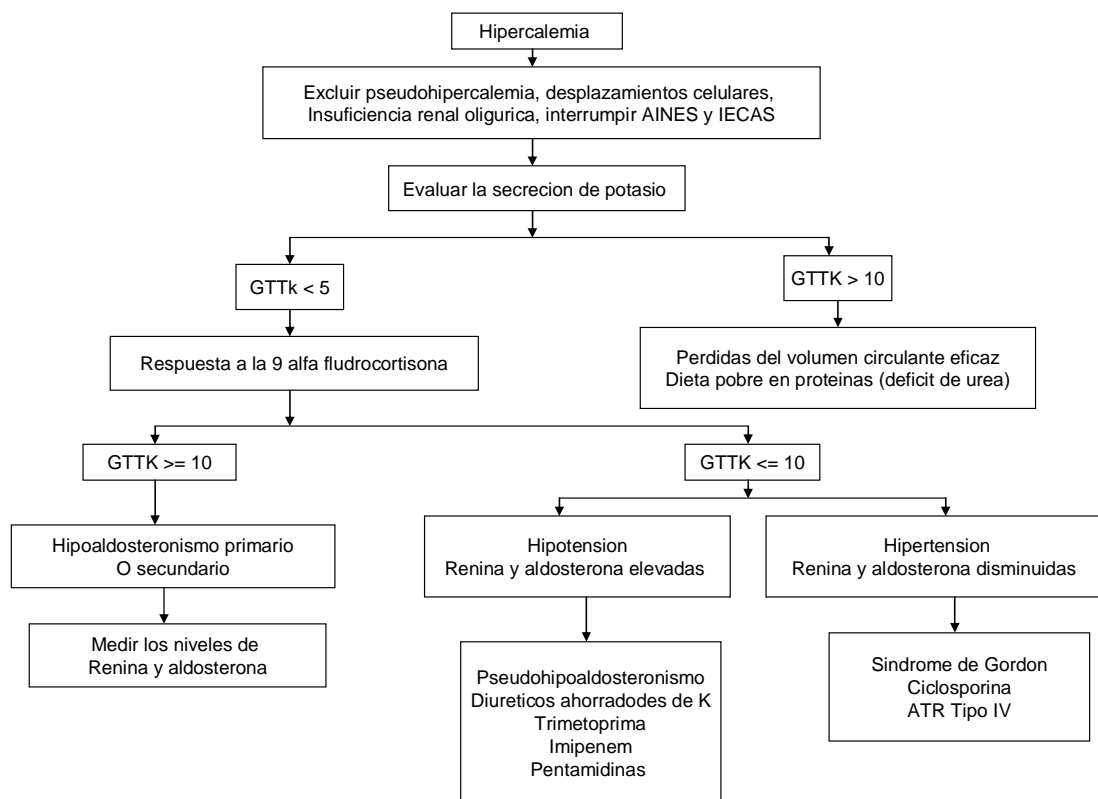 Hipercalemia
Excluir pseudohipercalemia, desplazamientos celulares,
Insuficiencia renal oligurica, interrumpir AINES y IECAS
Evaluar la secrecion de potasio
GTTk < 5
GTTK > 10
Respuesta a la 9 alfa fludrocortisona
Perdidas del volumen circulante eficaz
Dieta pobre en proteinas (deficit de urea)
GTTK >= 10
GTTK <= 10
Hipoaldosteronismo primario
O secundario
Hipotension
Renina y aldosterona elevadas
Hipertension
Renina y aldosterona disminuidas
Medir los niveles de
Renina y aldosterona
Pseudohipoaldosteronismo
Diureticos ahorradodes de K
Trimetoprima
Imipenem
Pentamidinas
Sindrome de Gordon
Ciclosporina
ATR Tipo IV